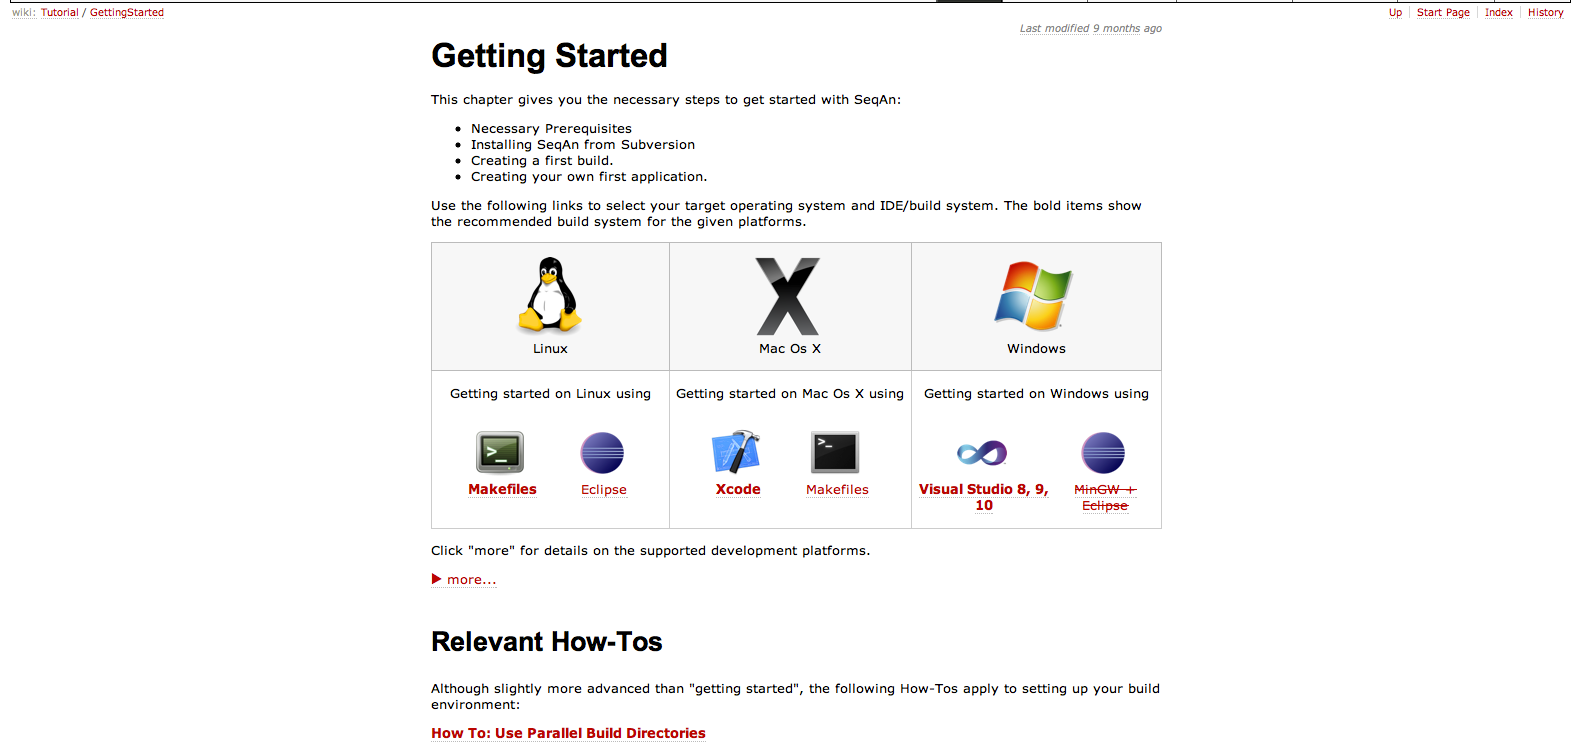 wiki: Tutorial / GettingStarted
Up Start Page Index History
Last modified 9 months ago
Getting Started
This chapter gives you the necessary steps to get started with SeqAn:
Necessary Prerequisites
Installing SeqAn from Subversion
Creating a first build.
Creating your own first application.
Use the following links to select your target operating system and IDE/build system. The bold items show
the recommended build system for the given platforms.
Linux
Mac Os X
Windows
Getting started on Linux using
Makefiles
Eclipse
Getting started on Mac Os X using
Xcode
Makefiles
Getting started on Windows using
Visual Studio 8, 9,
10
MinGW +
Eclipse
Click "more" for details on the supported development platforms.
more...
Relevant How-Tos
Although slightly more advanced than "getting started", the following How-Tos apply to setting up your build
environment:
How To: Use Parallel Build Directories